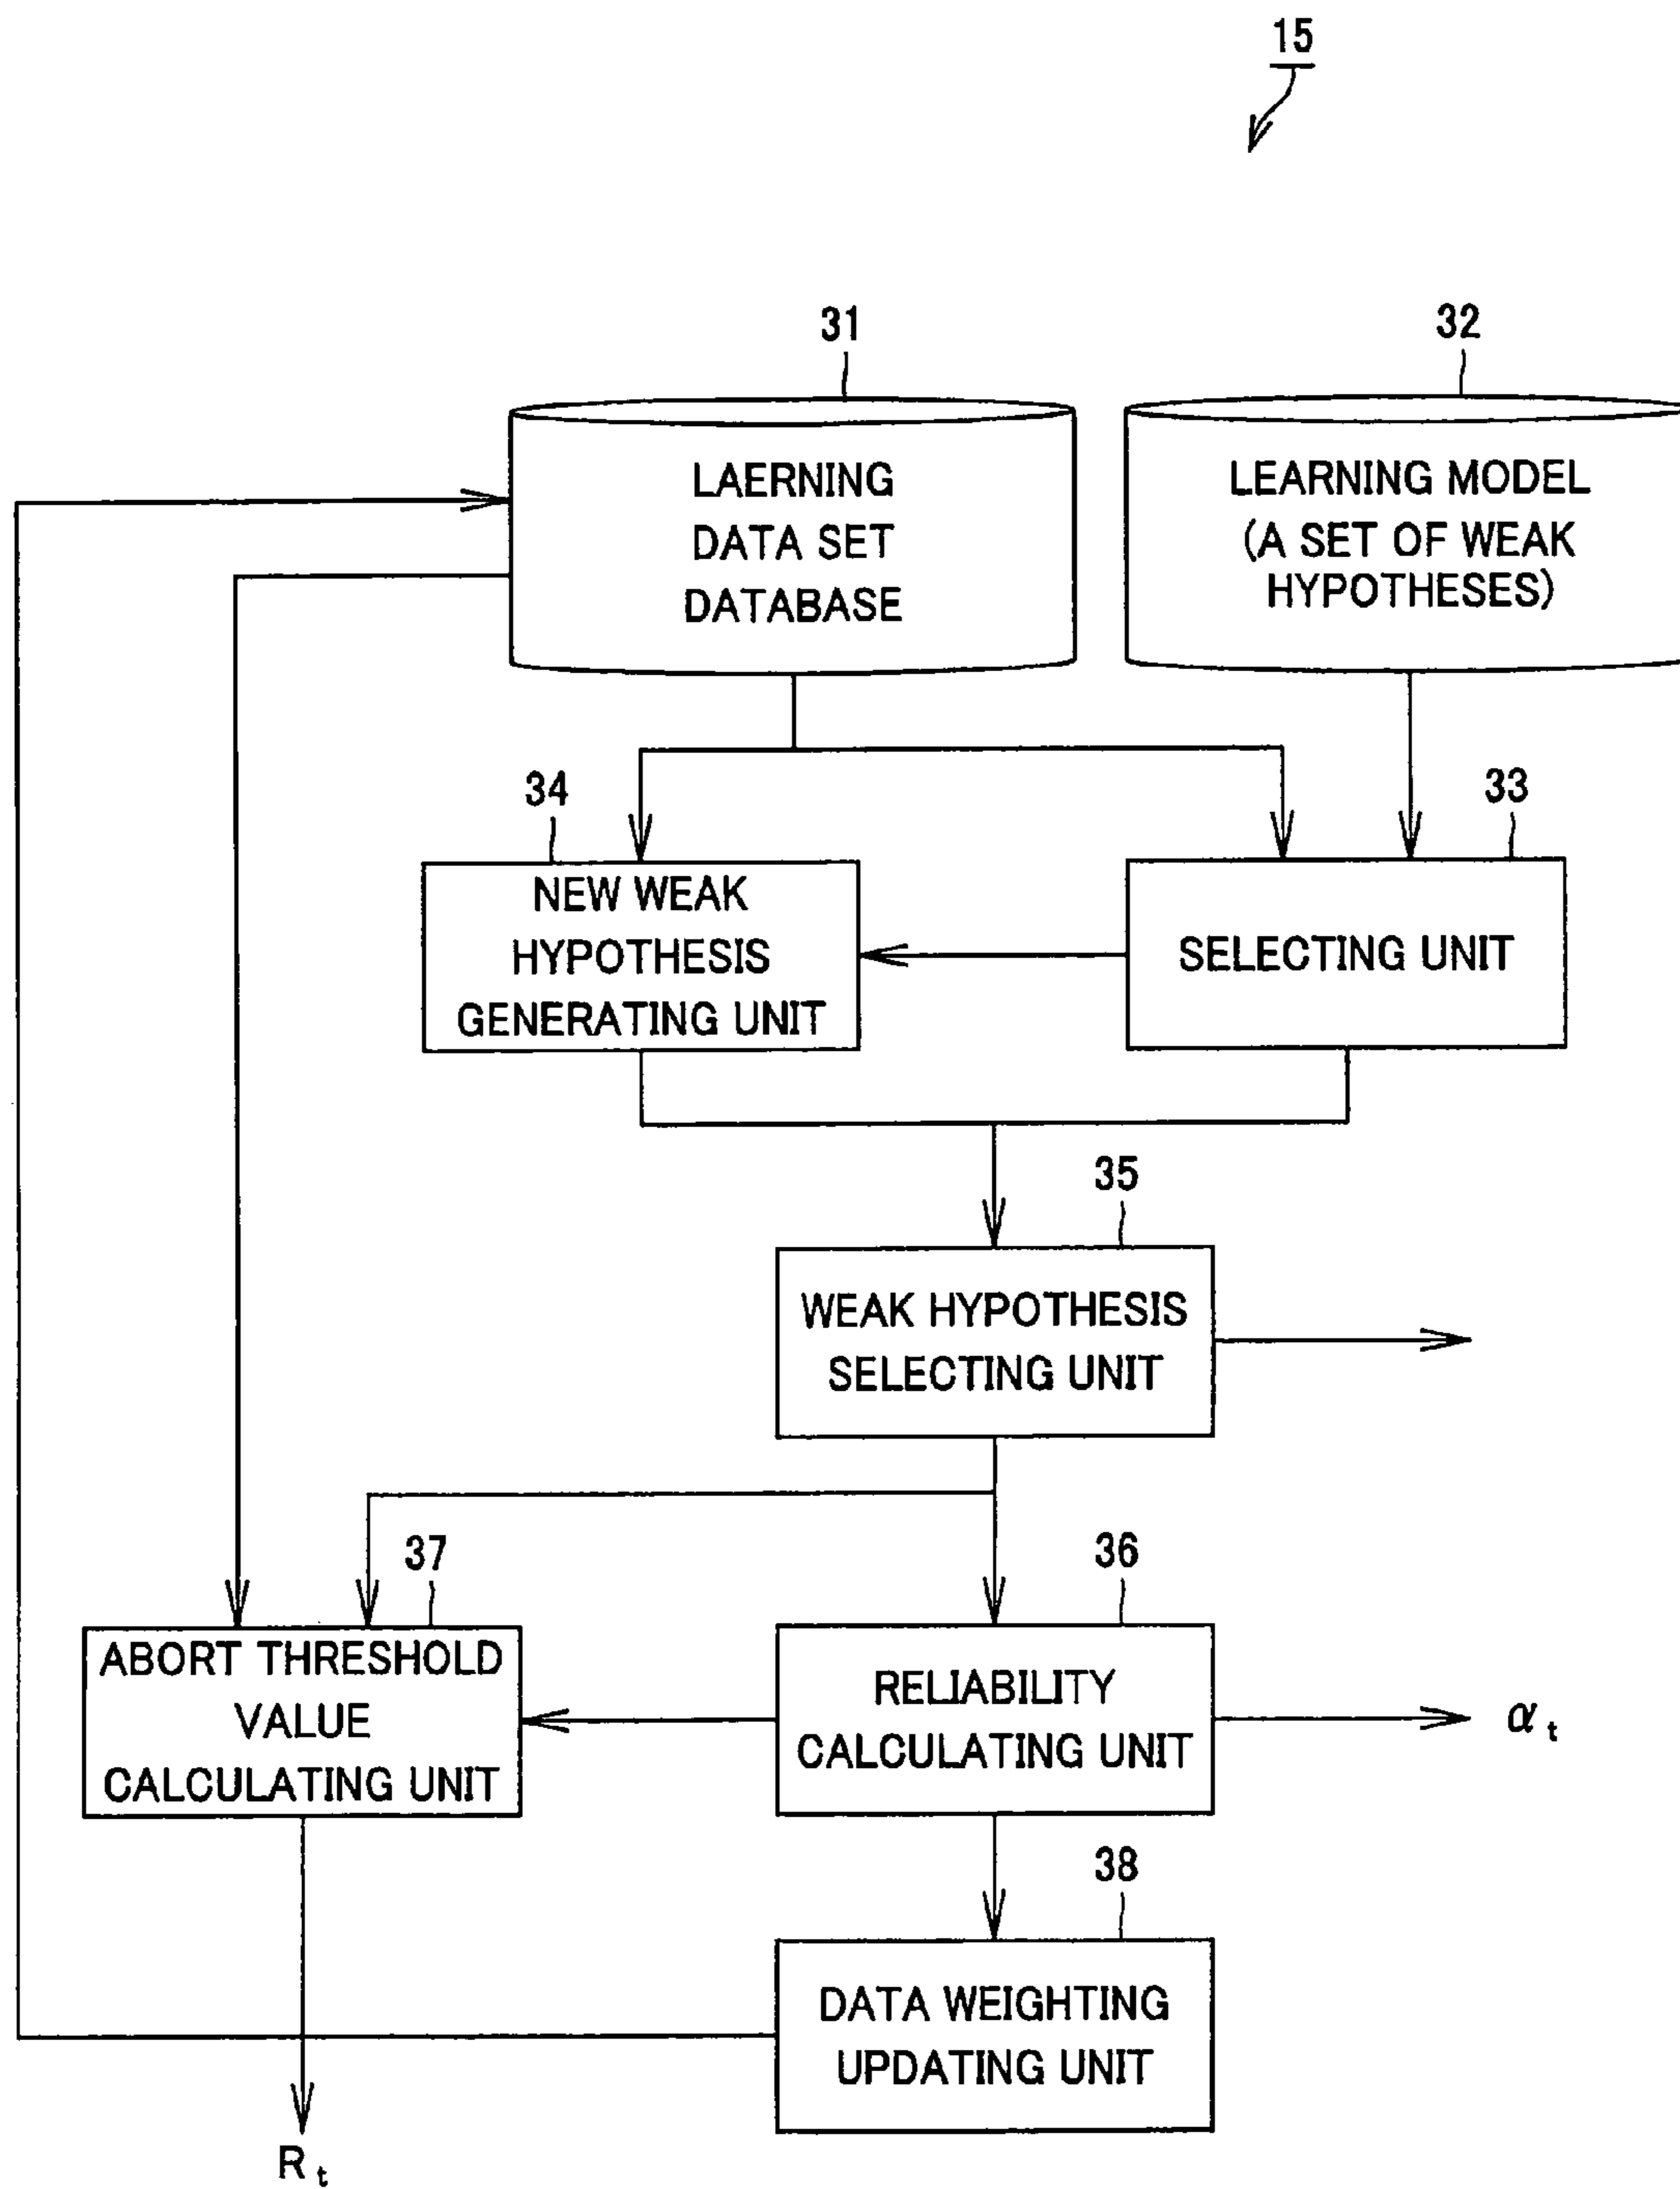 15
31
32
LAERNING
DATA SET
DATABASE
LEARNING MODEL
(A SET OF WEAK
HYPOTHESES)
34
33
NEW WEAK
HYPOTHESIS
GENERATING UNIT
SELECTING UNIT
35
WEAK HYPOTHESIS
SELECTING UNIT
37
36
ABORT THRESHOLD
VALUE
CALCULATING UNIT
RELIABILITY
CALCULATING UNIT
αt
38
DATA WEIGHTING
UPDATING UNIT
Rt